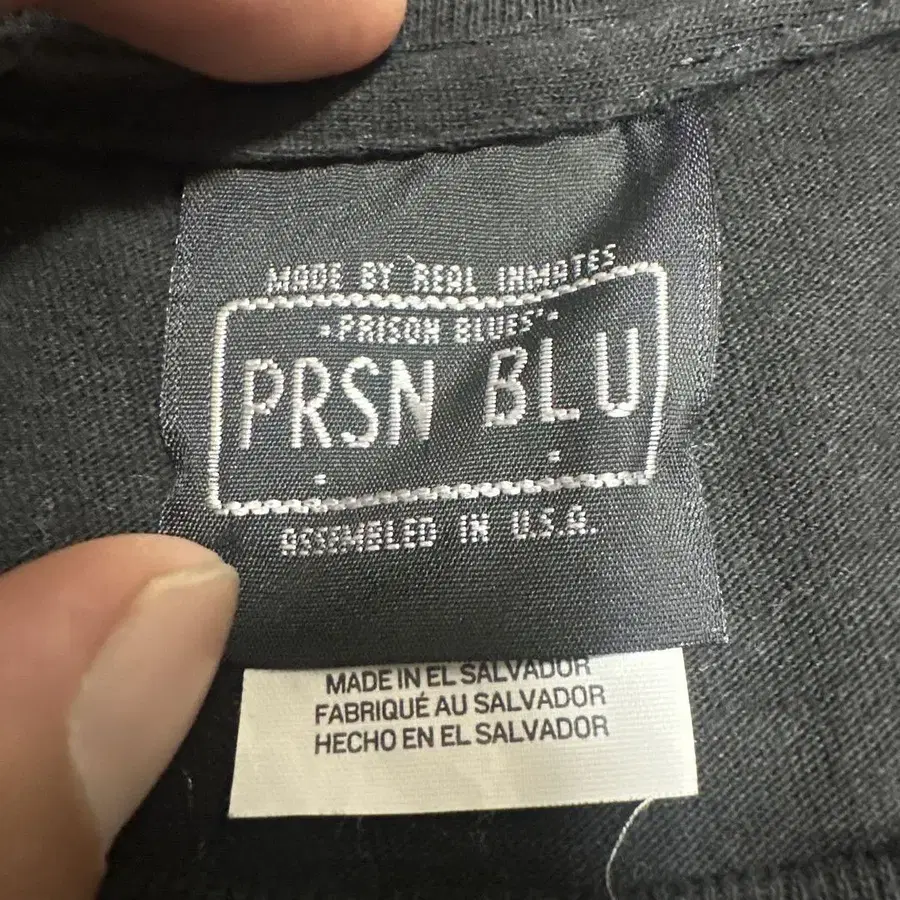 MADE BY REAL INMATES
•PRISON BLUES'•
PRSN BLU
ASSEMBLED IN U.S.A.
MADE IN EL SALVADOR
FABRIQUÉ AU SALVADOR
HECHO EN EL SALVADOR